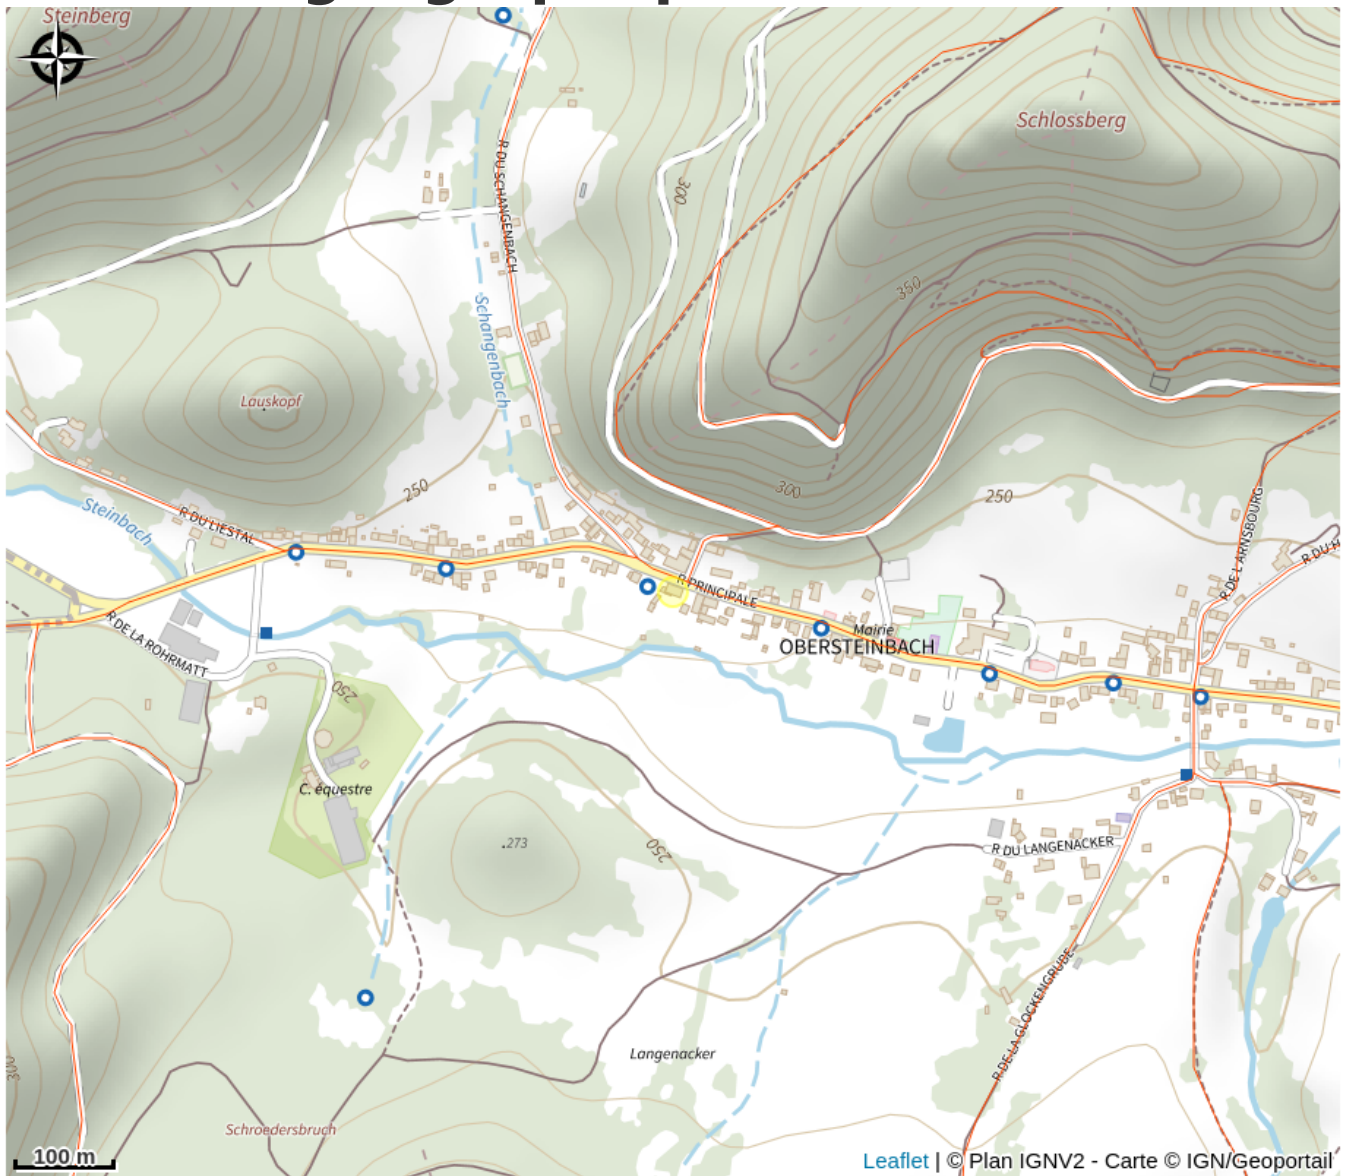 Steinberg
Schlossberg
R DU SCHANGENBACH
300
350
Schangenbach
Lauskopf
250
300
250
Steinbach
R DU LIESTAL
R DE L'ARNSBOURG
R DU H
R PRINCIPALE
Mairie
OBERSTEINBACH
R DE LA ROHRMATT
250
C. équestre
.273
250
R DU LANGENACKER
R DE LA GLOCKENGRUBE
Langenacker
300
Schroedersbruch
100 m
Leaflet | © Plan IGNV2 - Carte © IGN/Geoportail